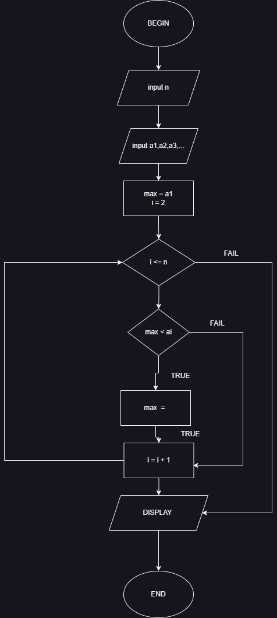 BEGIN
input n
input a1,a2,a3,...
max = a1
i = 2
i <= n
FAIL
max < ai
FAIL
TRUE
max =
TRUE
i = i + 1
DISPLAY
END